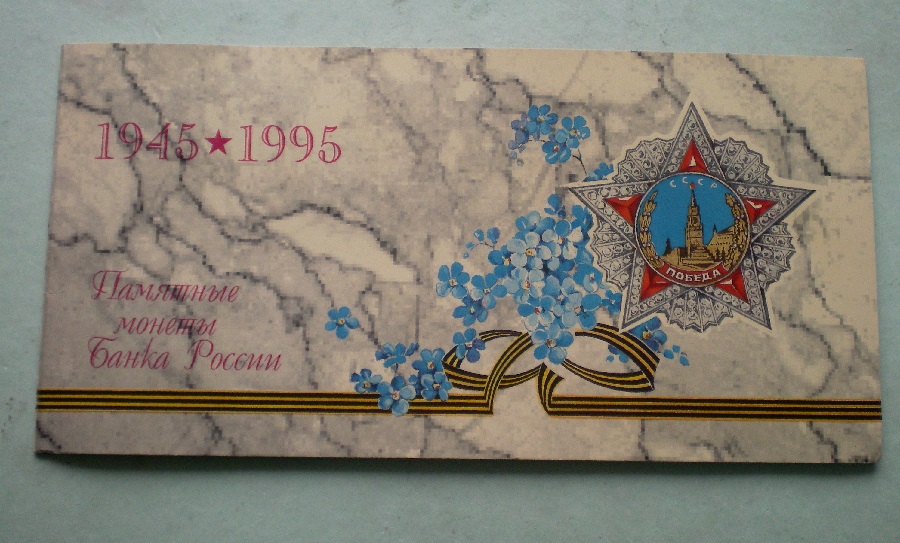 1945★1995
Памятные
монеты
Банка России
СССР
ПОБЕДА